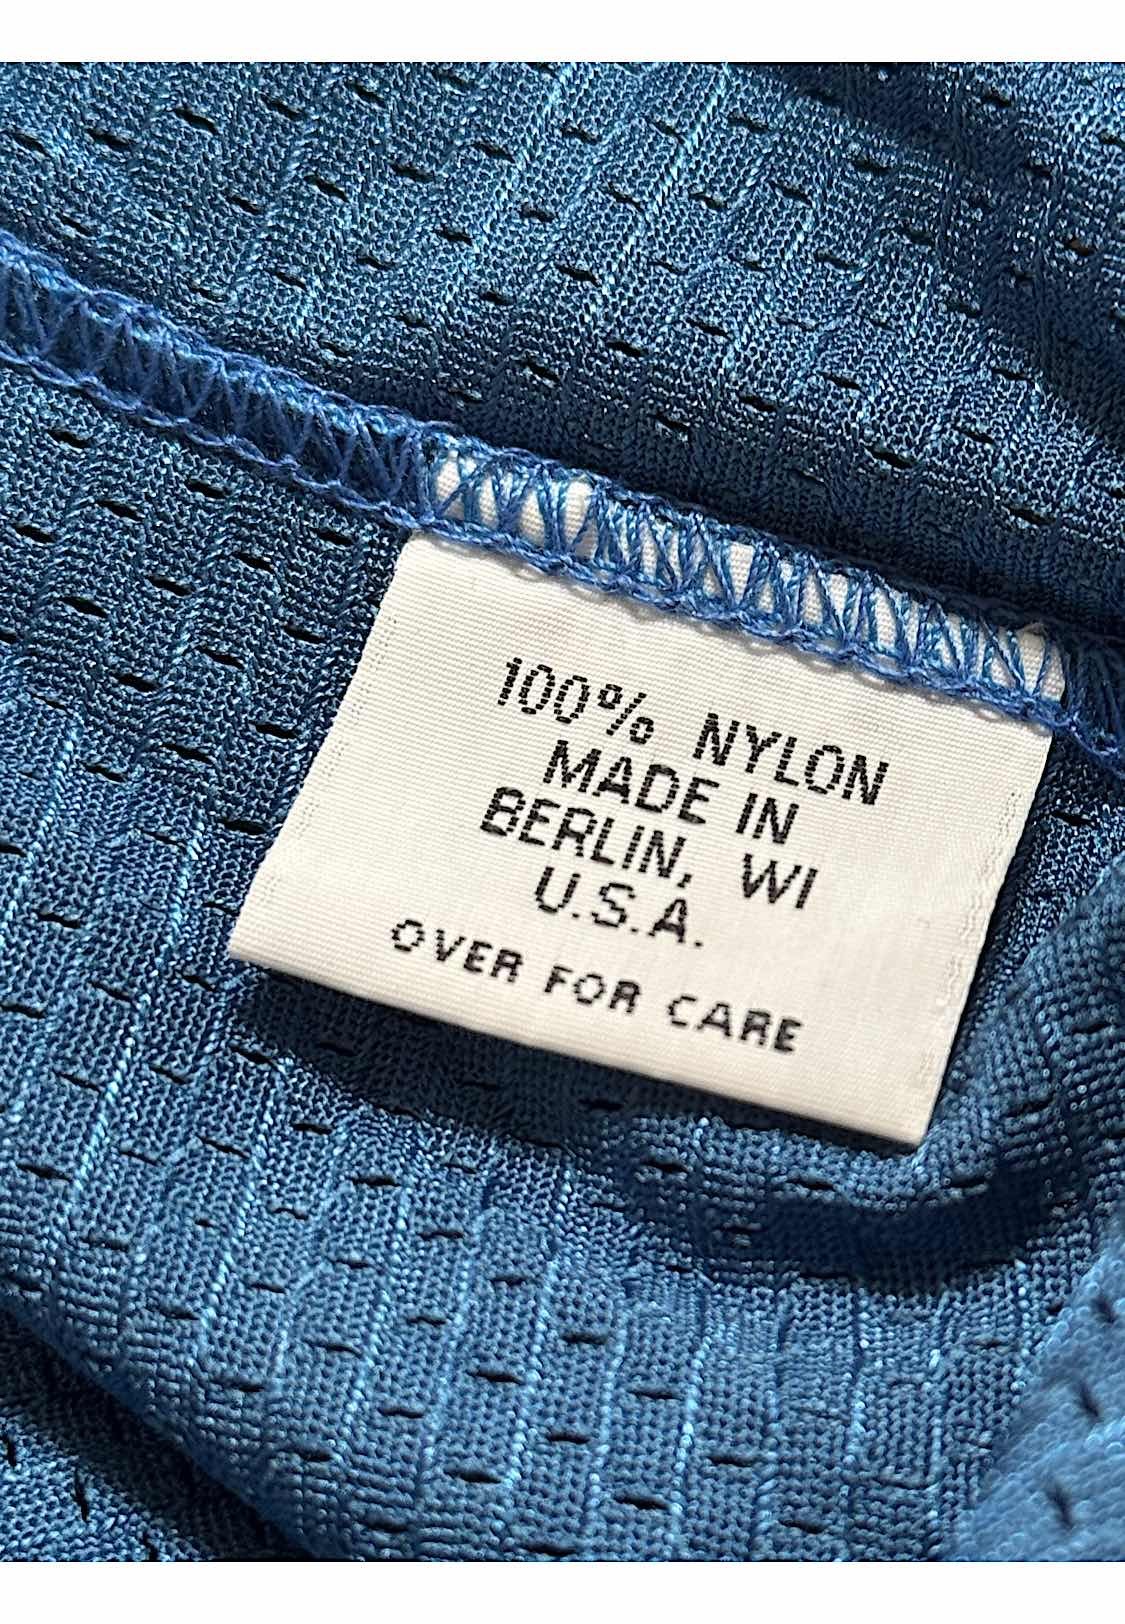 100% NYLON
MADE IN
BERLIN, WI
U.S.A.
OVER FOR CARE